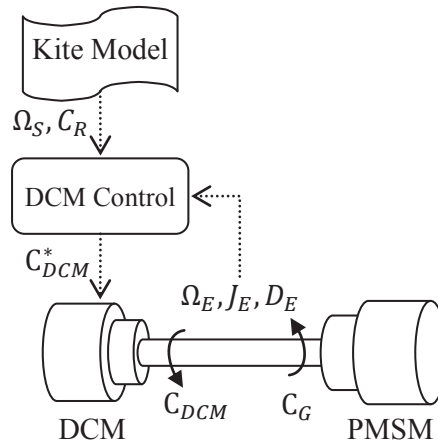 Kite Model
Ω_S, C_R
DCM Control
C*_DCM
Ω_E, J_E, D_E
C_DCM
C_G
DCM
PMSM